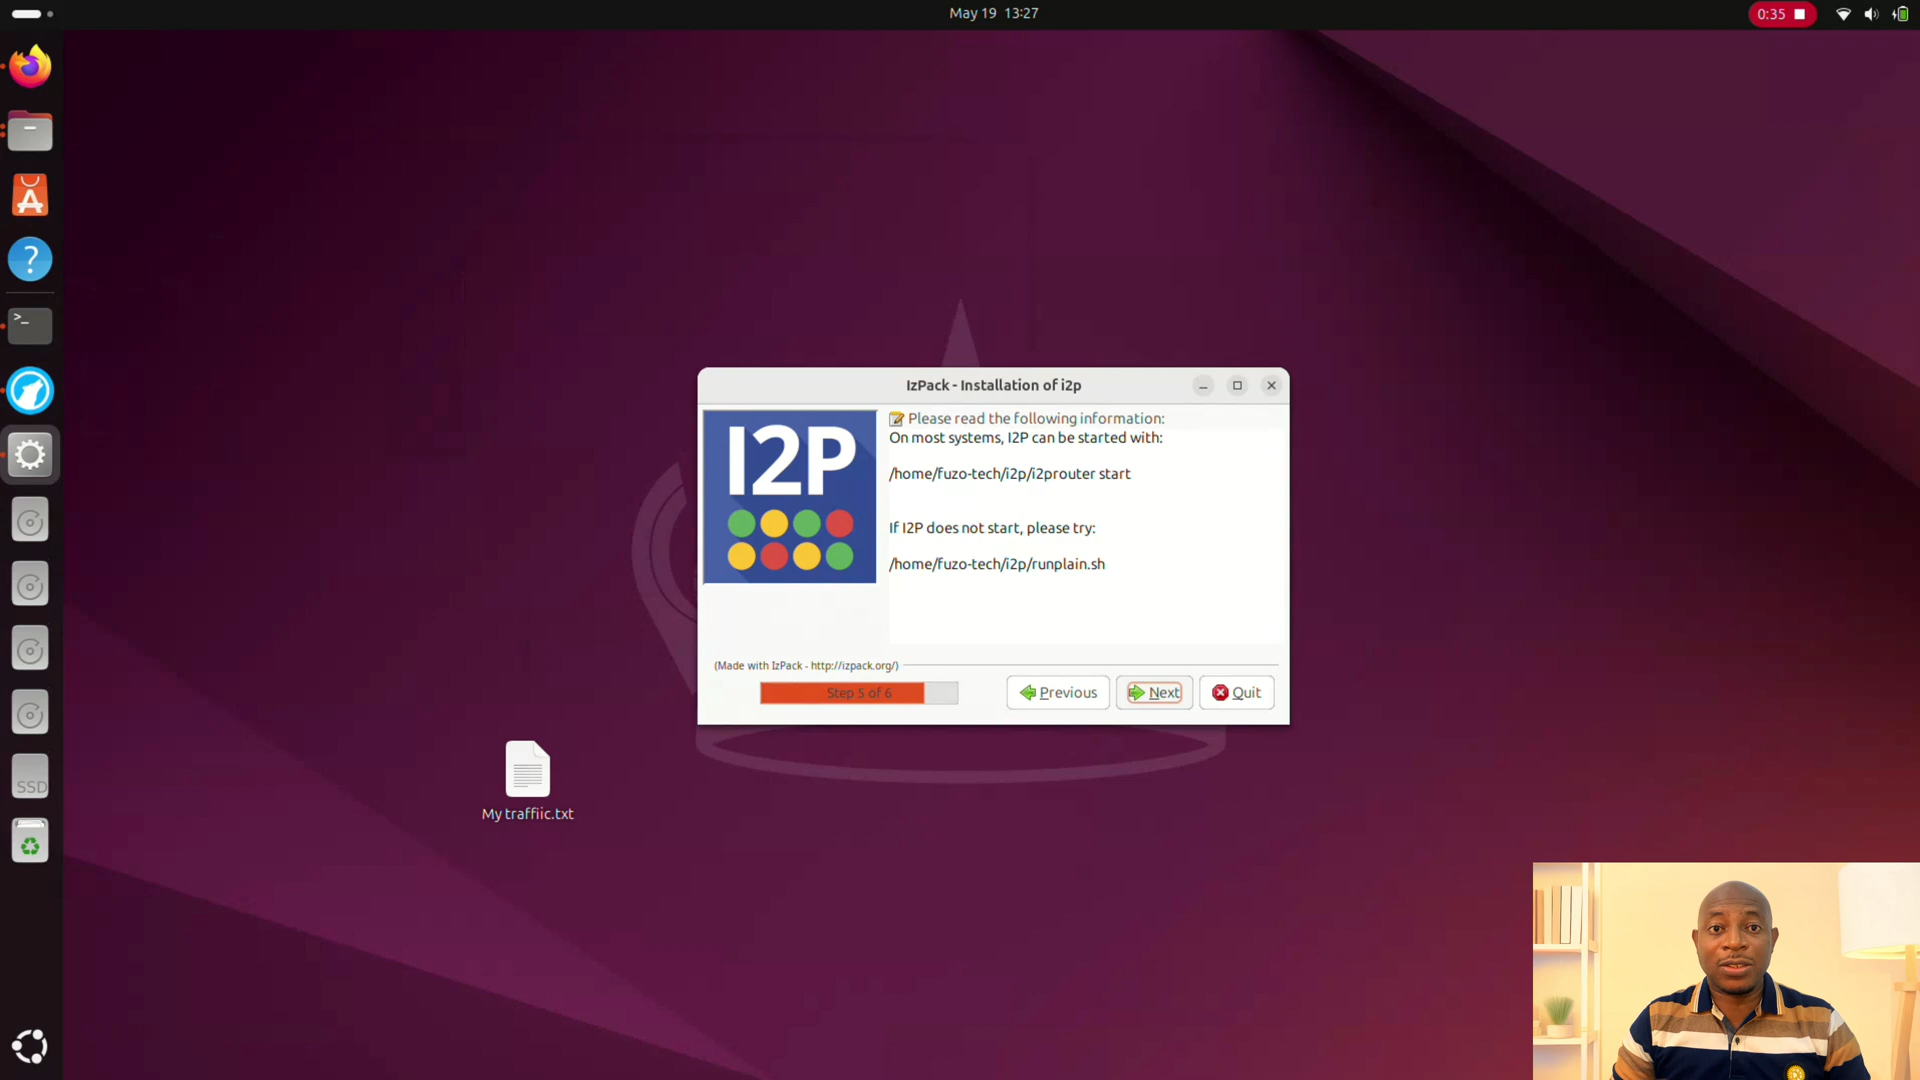 May 19 13:27
0:35
IzPack - Installation of i2p
I2P
Please read the following information:
On most systems, I2P can be started with:
/home/fuzo-tech/i2p/i2prouter start
If I2P does not start, please try:
/home/fuzo-tech/i2p/runplain.sh
(Made with IzPack - http://izpack.org/)
Step 5 of 6
Previous
Next
Quit
My traffiic.txt
>_
?
SSD